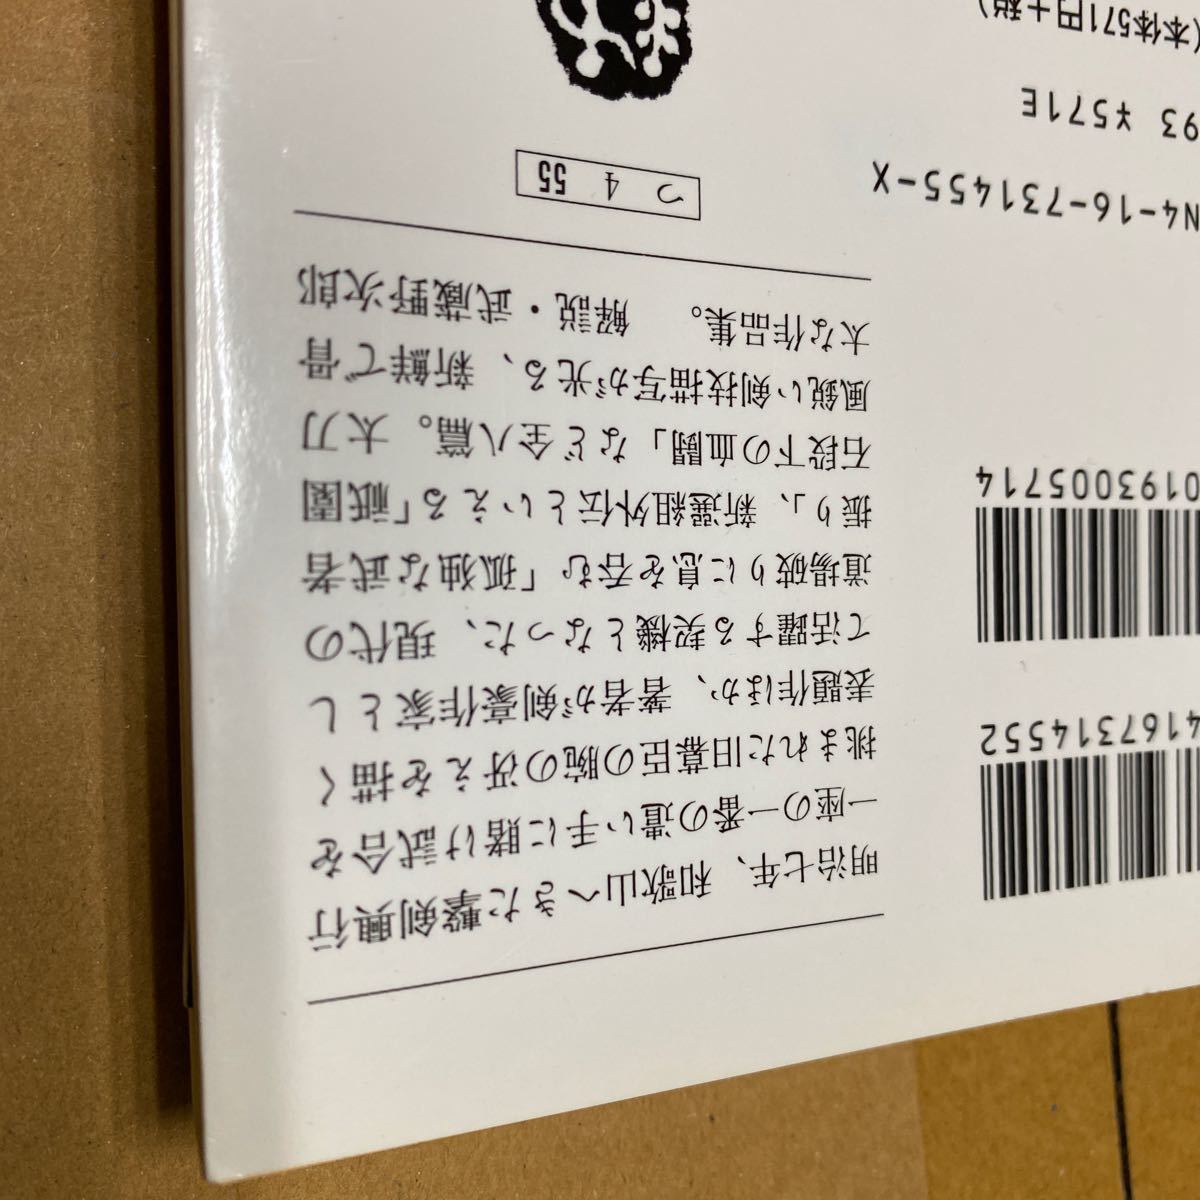 4167314552
0193005714
N4-16-731455-X
93 ¥571E
(本体571円+税)
明治七年、和歌山へきた撃剣興行
一座の一番の遣い手に賭け試合を
挑まれた旧幕臣の腕の冴えを描く
表題作ほか、著者が剣豪作家とし
て活躍する契機となった、現代の
道場破りに息を呑む「孤独な武者
振り」、新選組外伝といえる「祇園
石段下の血闘」など全八篇。太刀
風鋭い剣技描写が光る、新鮮で骨
太な作品集。　解説・武蔵野次郎
つ 4 55